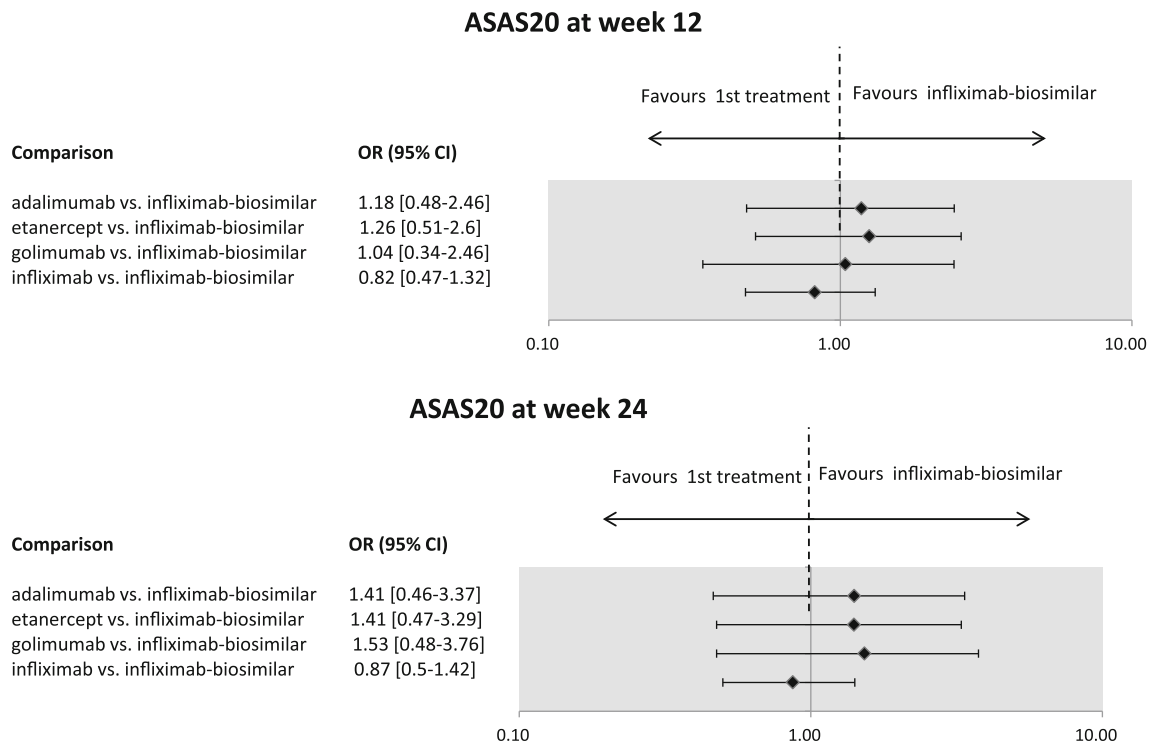 ASAS20 at week 12
Favours 1st treatment Favours infliximab-biosimilar
Comparison OR (95% CI)
adalimumab vs. infliximab-biosimilar 1.18 [0.48-2.46]
etanercept vs. infliximab-biosimilar 1.26 [0.51-2.6]
golimumab vs. infliximab-biosimilar 1.04 [0.34-2.46]
infliximab vs. infliximab-biosimilar 0.82 [0.47-1.32]
0.10 1.00 10.00
ASAS20 at week 24
Favours 1st treatment Favours infliximab-biosimilar
Comparison OR (95% CI)
adalimumab vs. infliximab-biosimilar 1.41 [0.46-3.37]
etanercept vs. infliximab-biosimilar 1.41 [0.47-3.29]
golimumab vs. infliximab-biosimilar 1.53 [0.48-3.76]
infliximab vs. infliximab-biosimilar 0.87 [0.5-1.42]
0.10 1.00 10.00